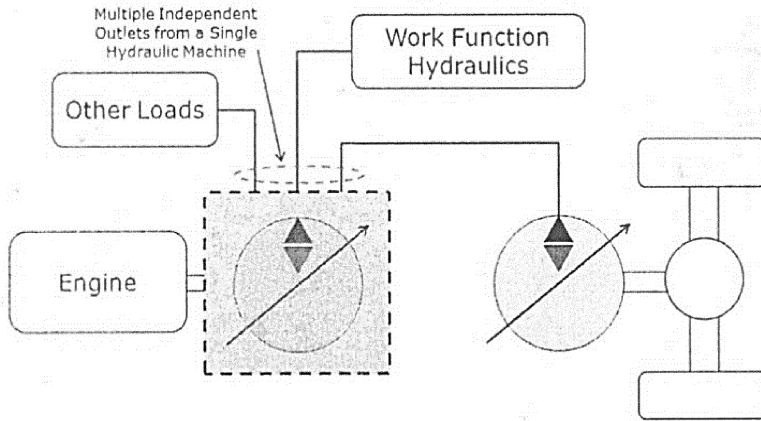 Multiple Independent
Outlets from a Single
Hydraulic Machine
Work Function
Hydraulics
Other Loads
Engine